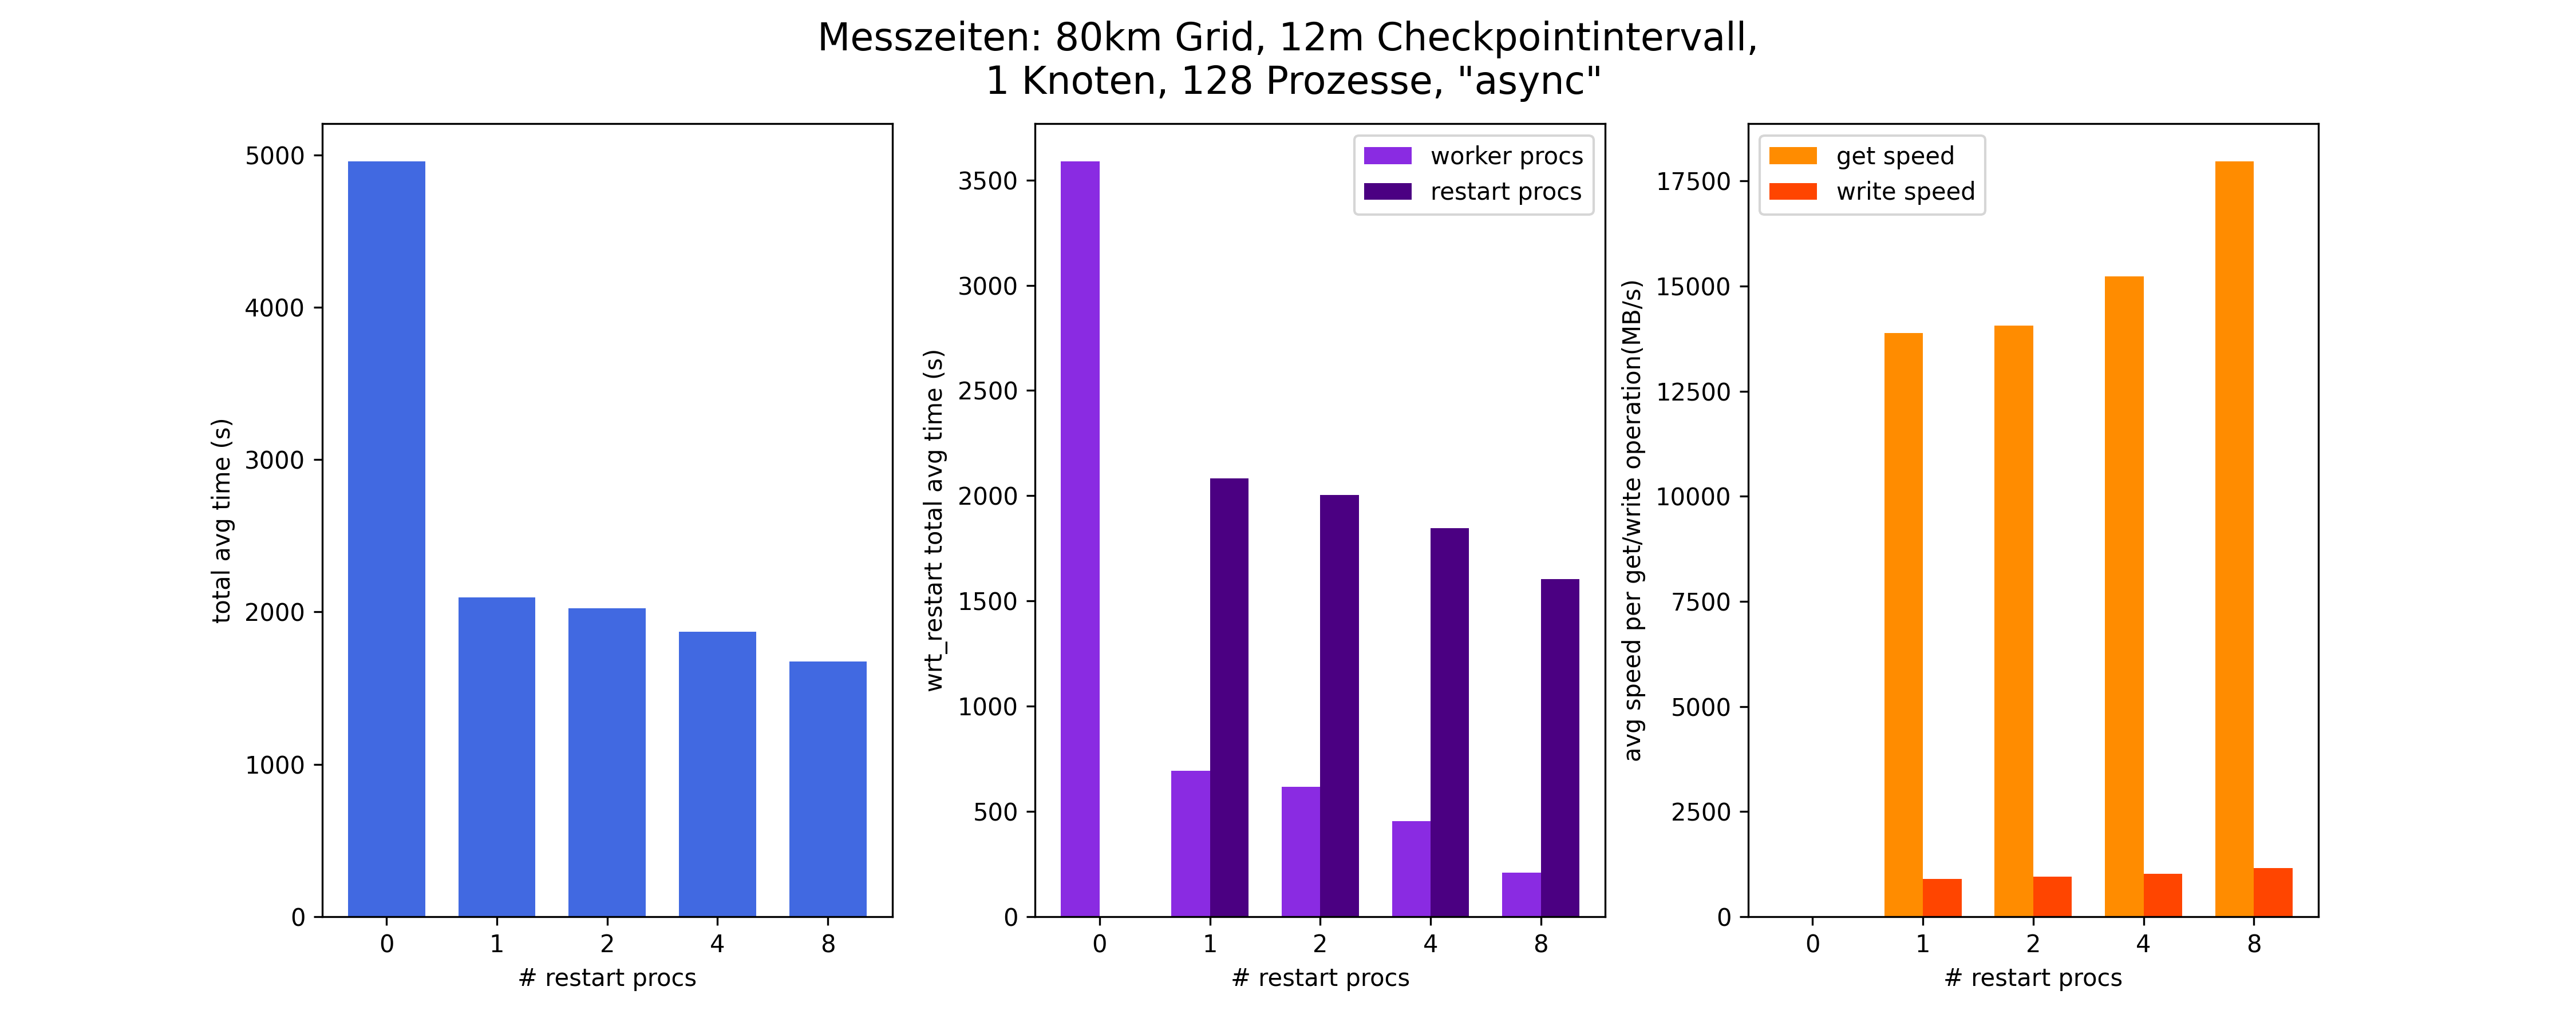 Messzeiten: 80km Grid, 12m Checkpointintervall,
1 Knoten, 128 Prozesse, "async"
total avg time (s)
5000
4000
3000
2000
1000
0
0 1 2 4 8
# restart procs
wrt_restart total avg time (s)
3500
3000
2500
2000
1500
1000
500
0
worker procs
restart procs
0 1 2 4 8
# restart procs
avg speed per get/write operation(MB/s)
17500
15000
12500
10000
7500
5000
2500
0
get speed
write speed
0 1 2 4 8
# restart procs